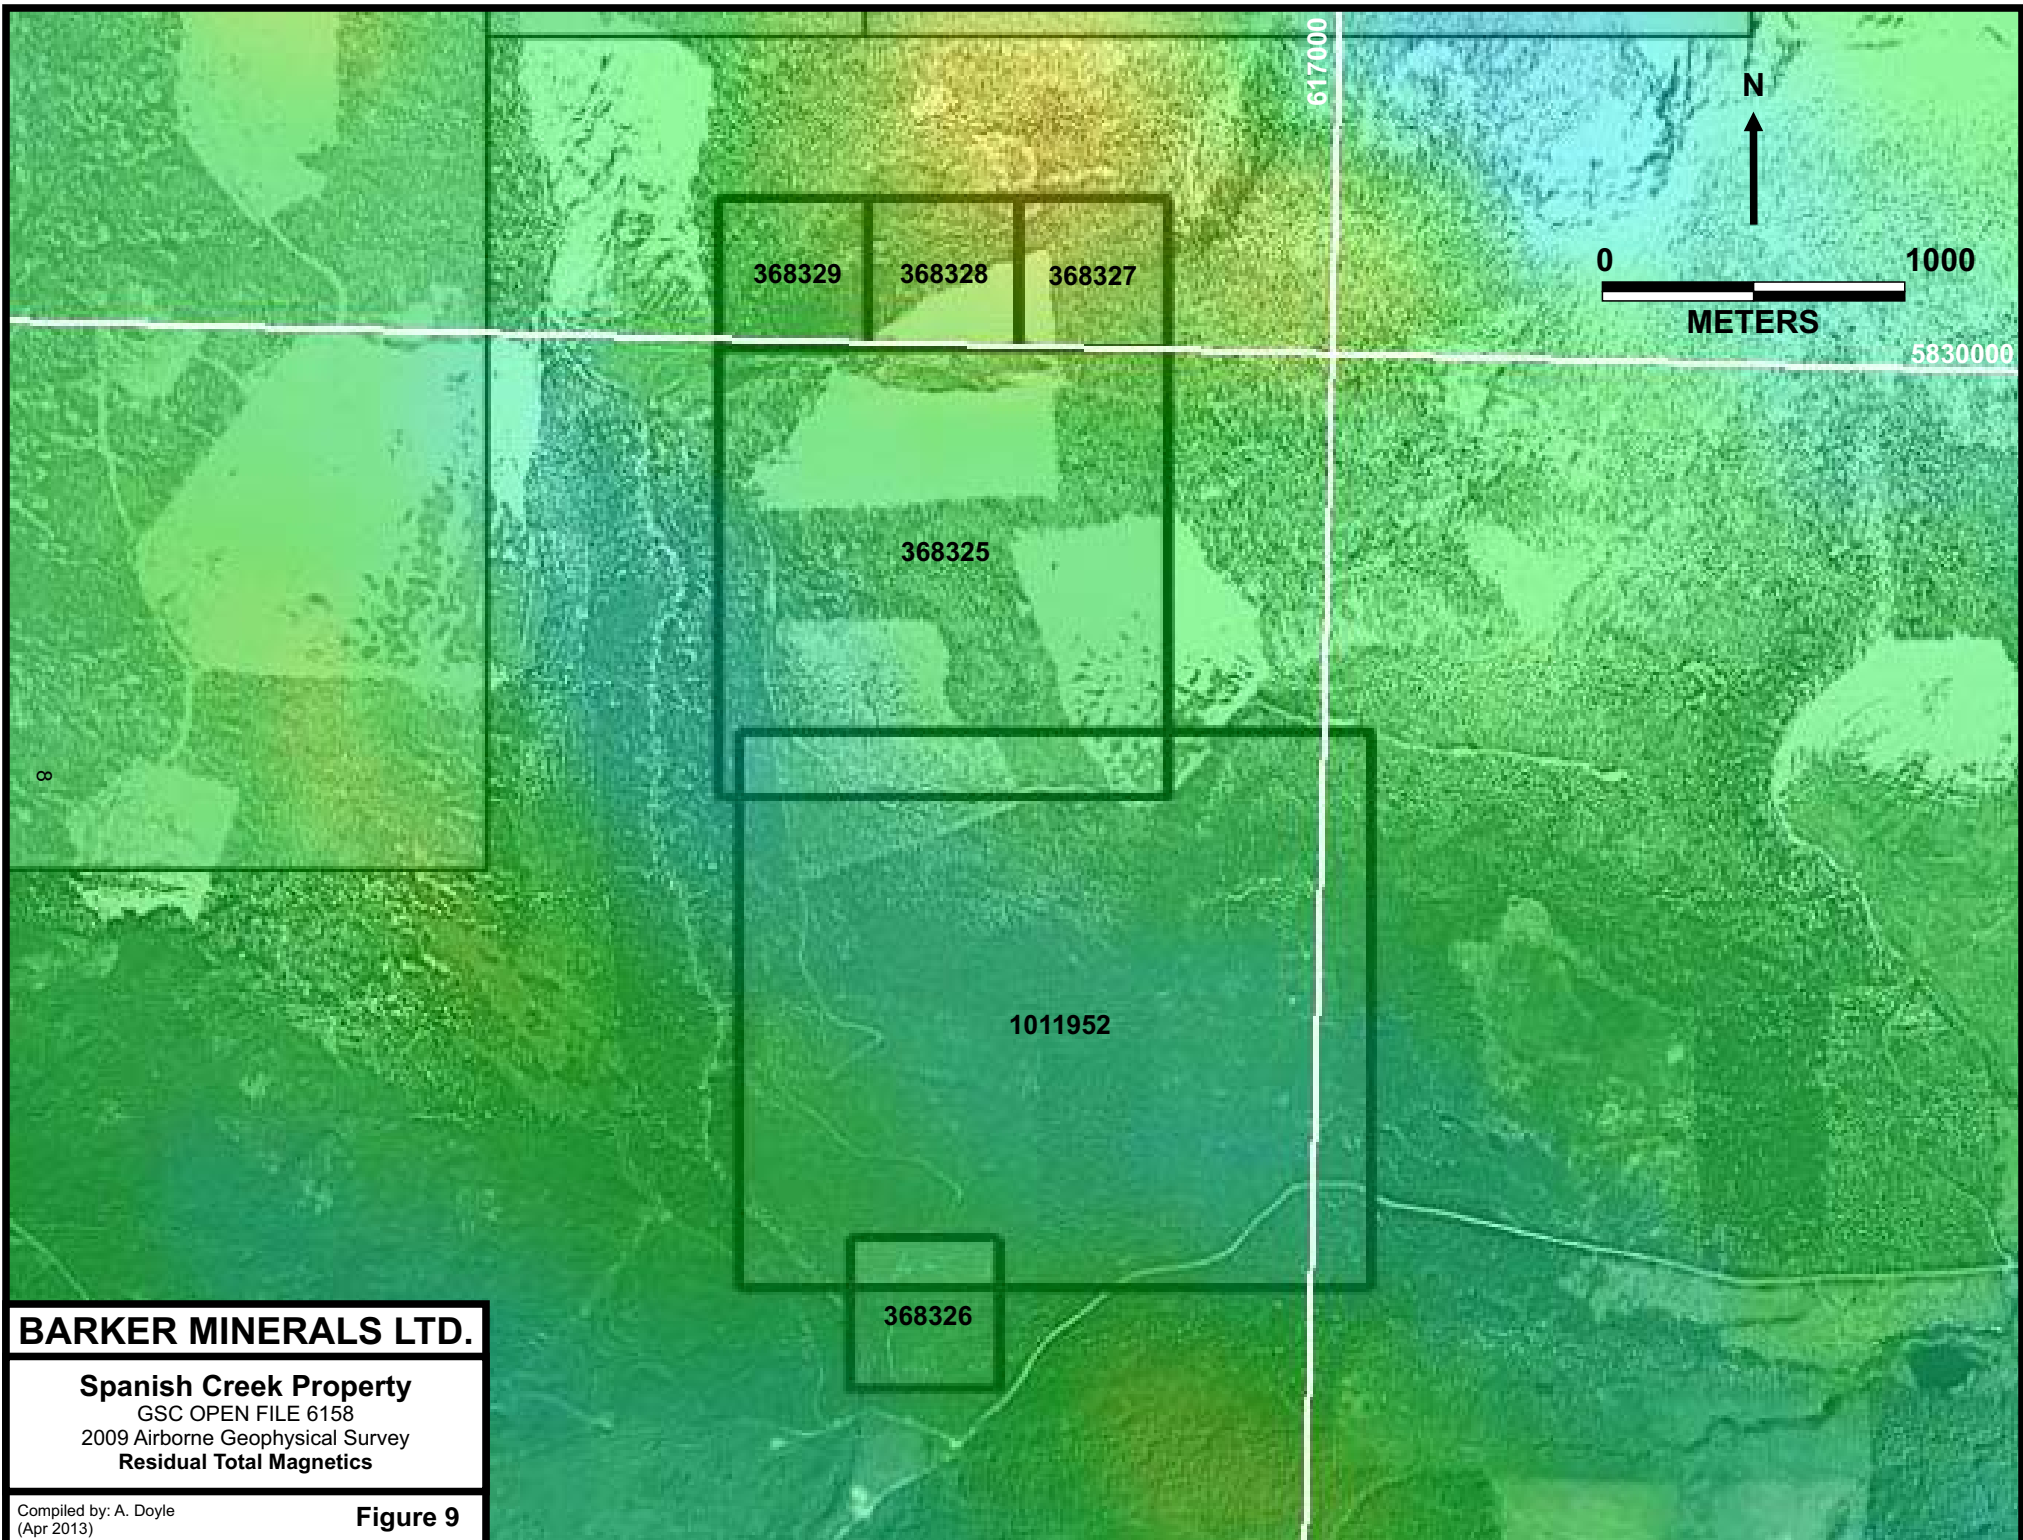 617000
N
0 1000
METERS
368329 368328 368327
5830000
368325
8
1011952
368326
BARKER MINERALS LTD.
Spanish Creek Property
GSC OPEN FILE 6158
2009 Airborne Geophysical Survey
Residual Total Magnetics
Compiled by: A. Doyle
(Apr 2013)
Figure 9